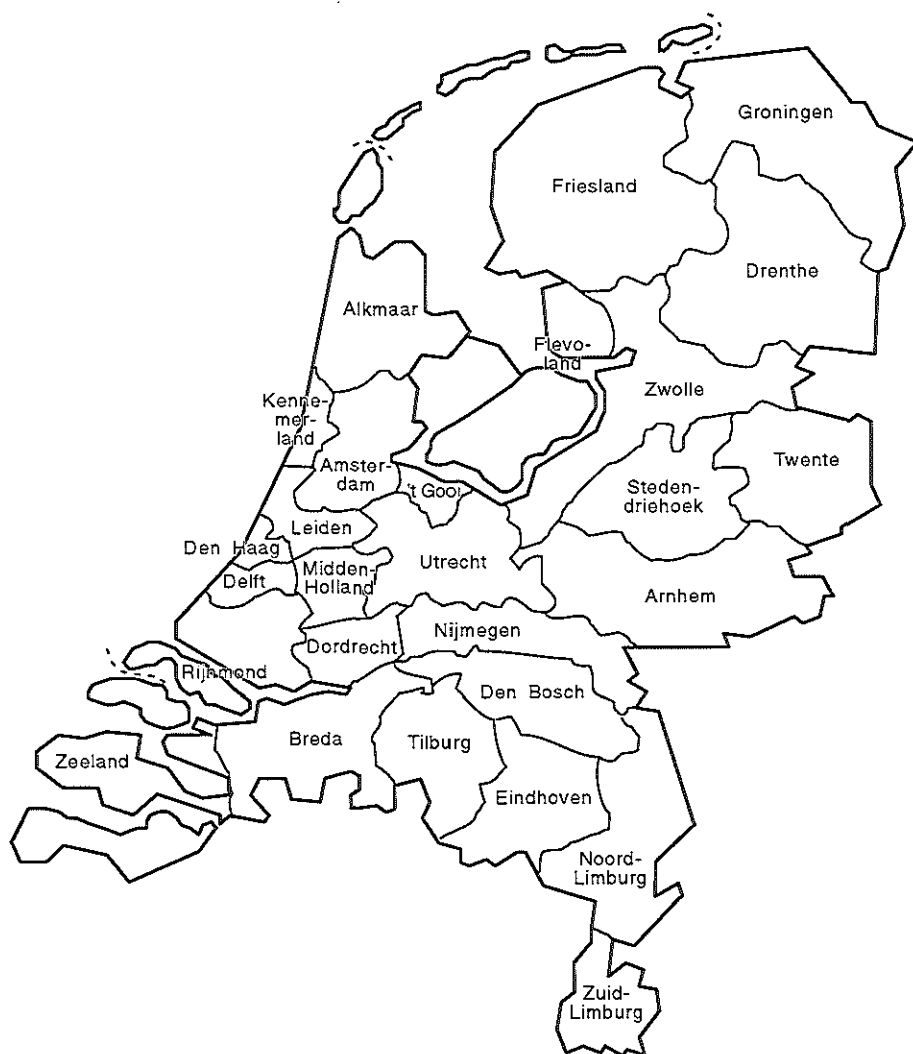 Groningen
Friesland
Drenthe
Alkmaar
Flevo-
land
Zwolle
Kenne-
mer-
land
Amster-
dam
't Gooi
Twente
Steden-
driehoek
Leiden
Den Haag
Utrecht
Midden-
Holland
Delft
Arnhem
Nijmegen
Dordrecht
Rijnmond
Den Bosch
Breda
Tilburg
Zeeland
Eindhoven
Noord-
Limburg
Zuid-
Limburg